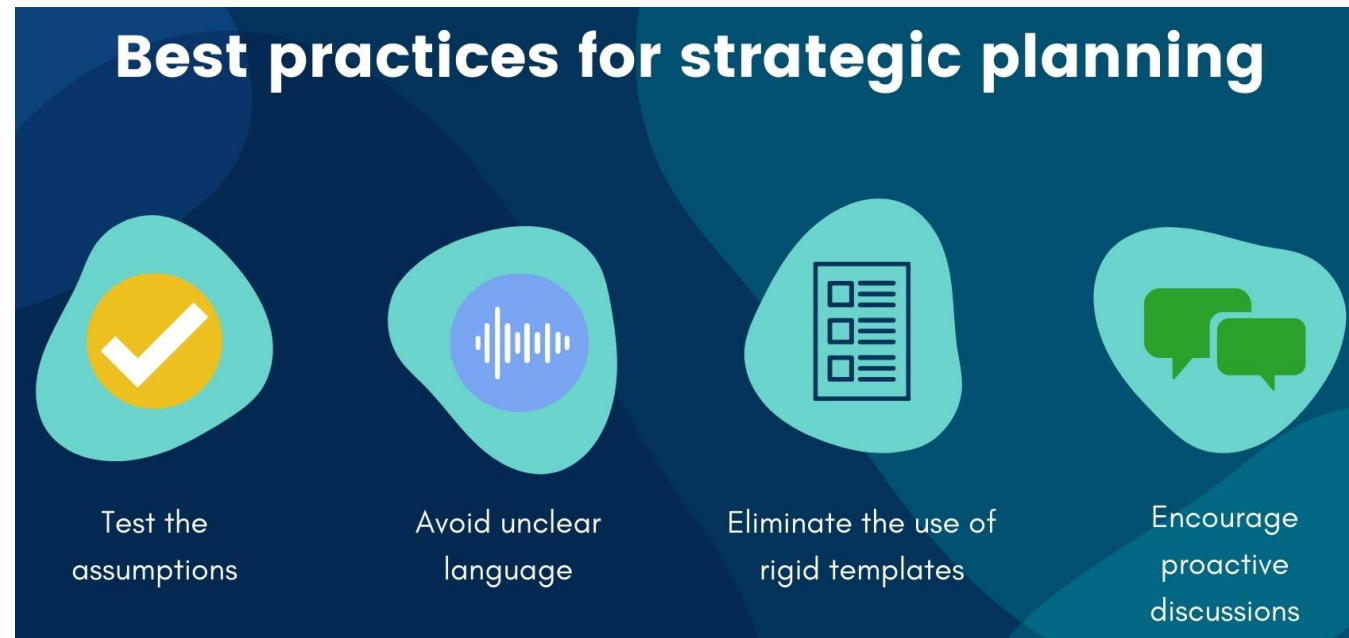 Best practices for strategic planning
Test the
assumptions
Avoid unclear
language
Eliminate the use of
rigid templates
Encourage
proactive
discussions